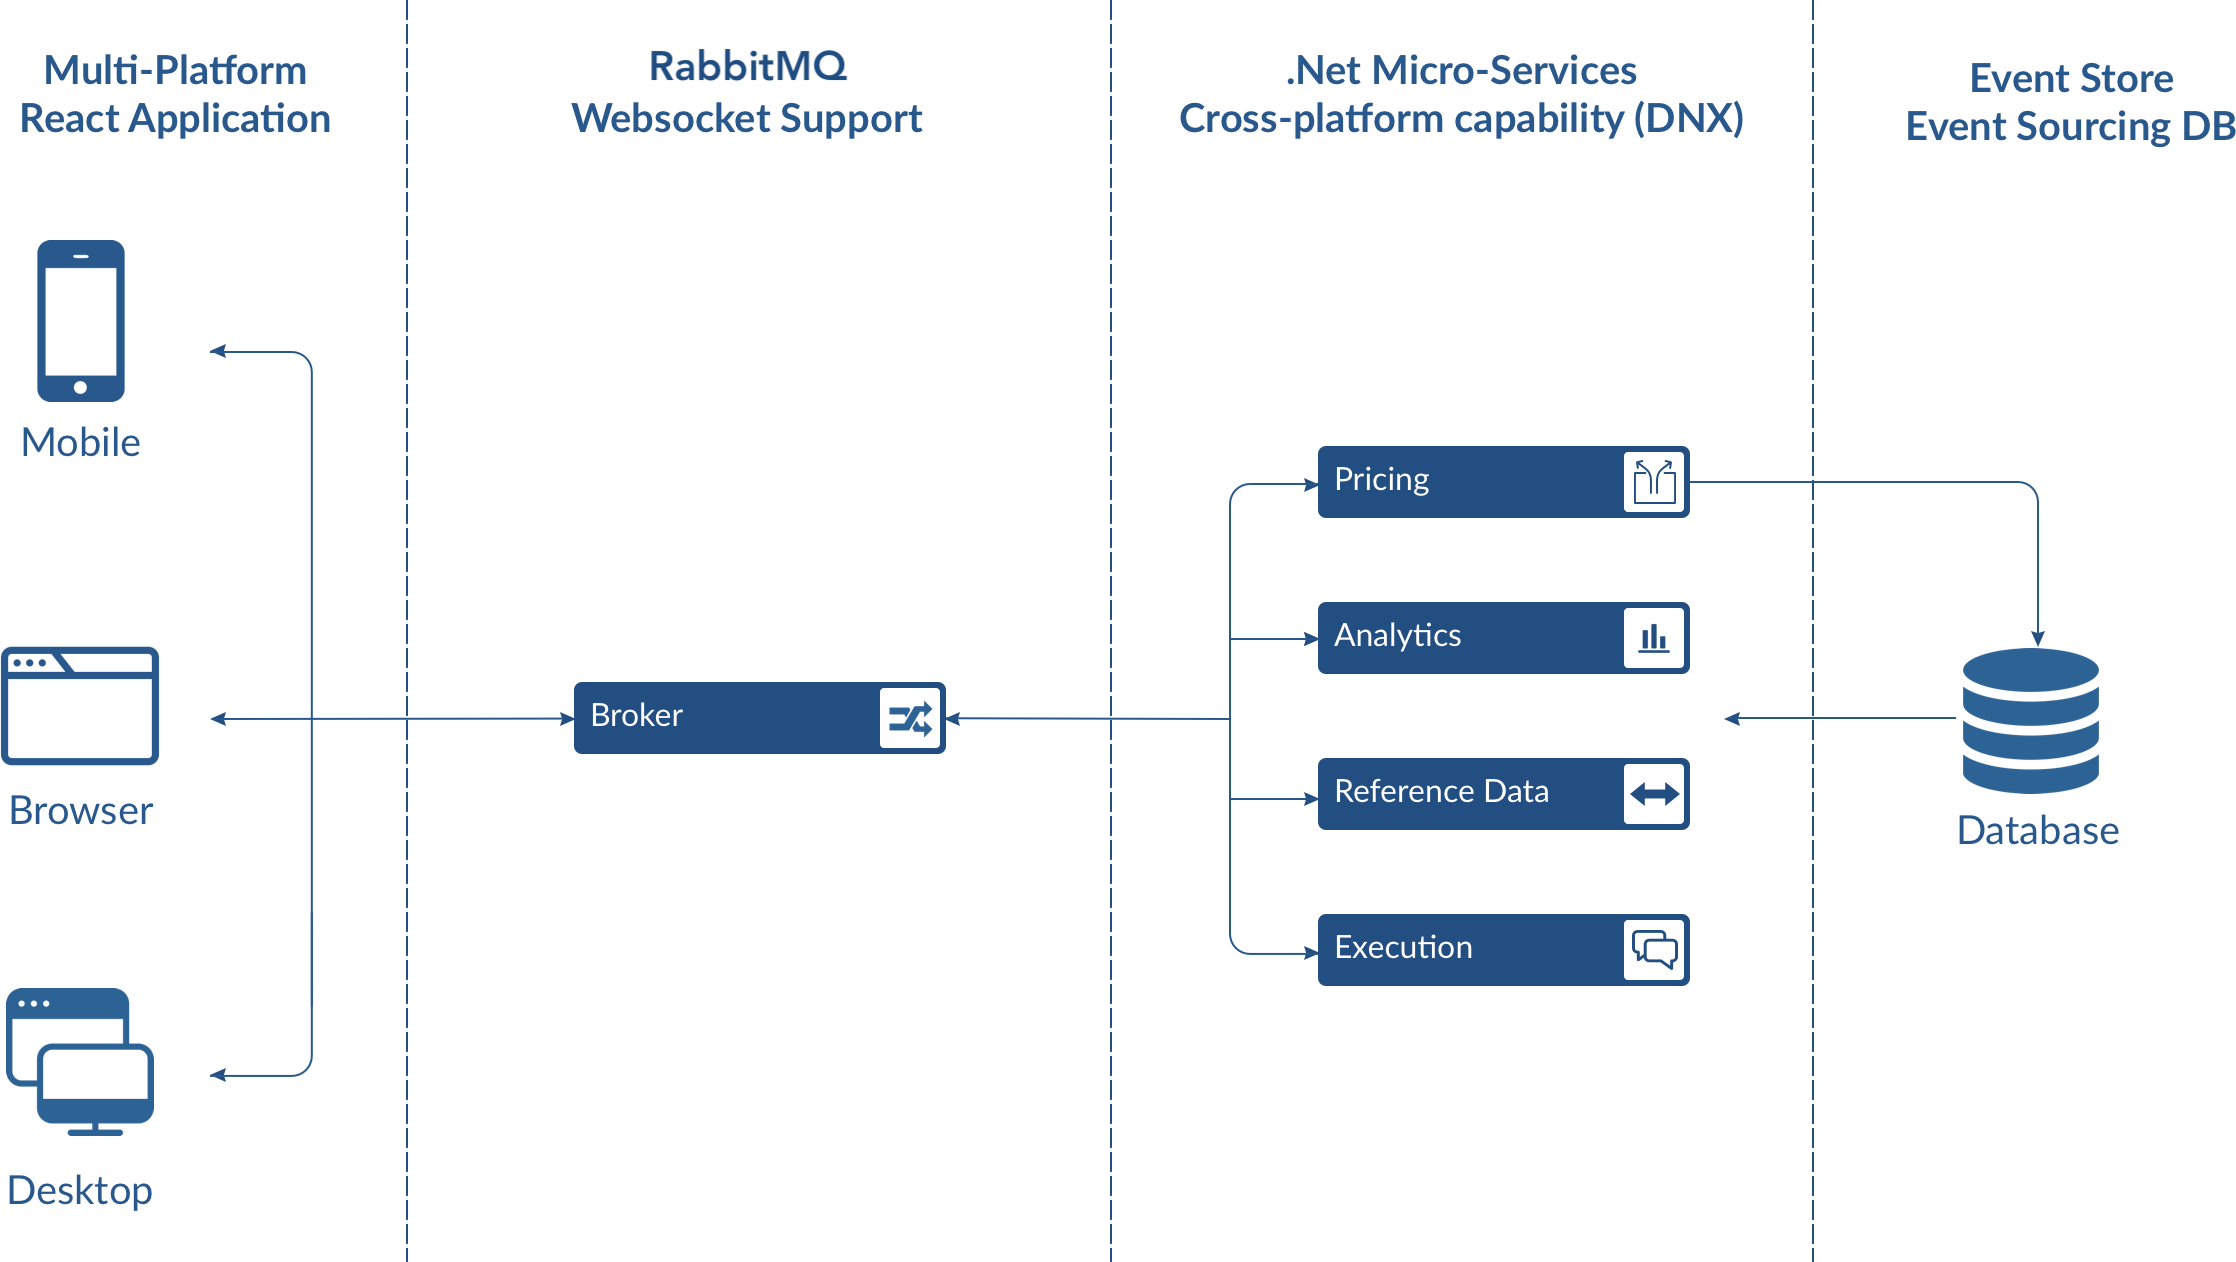 Multi-Platform
React Application
RabbitMQ
Websocket Support
.Net Micro-Services
Cross-platform capability (DNX)
Event Store
Event Sourcing DB
Mobile
Browser
Desktop
Broker
Pricing
Analytics
Reference Data
Execution
Database